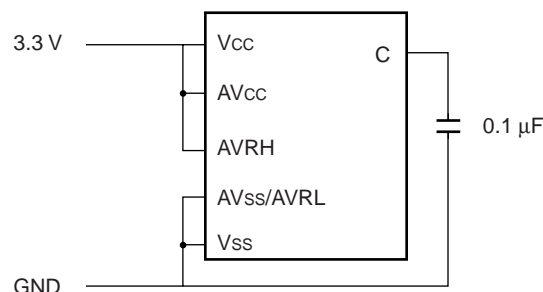 3.3 V
VCC
C
AVCC
0.1 μF
AVRH
AVSS/AVRL
VSS
GND